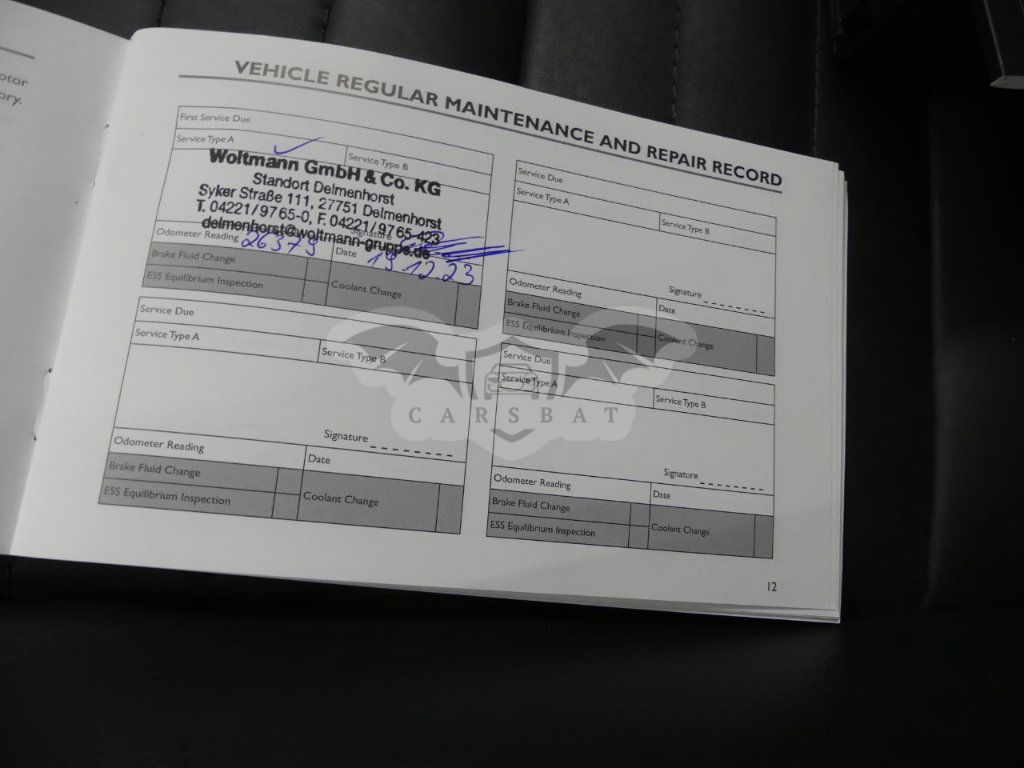 otor
ory.
VEHICLE REGULAR MAINTENANCE AND REPAIR RECORD
First Service Due
Service Type A
Service Type B
Woltmann GmbH & Co. KG
Standort Delmenhorst
Syker Straße 111, 27751 Delmenhorst
T. 04221/97 65-0, F. 04221/97 65-423
delmenhorst@woltmann-gruppe.de
Signature
Odometer Reading 26379
Date 19.12.23
Brake Fluid Change
ESS Equilibrium Inspection
Coolant Change
Service Due
Service Type A
Service Type B
Signature
Odometer Reading
Date
Brake Fluid Change
ESS Equilibrium Inspection
Coolant Change
Service Due
Service Type A
Service Type B
Signature
Odometer Reading
Date
Brake Fluid Change
ESS Equilibrium Inspection
Coolant Change
Service Due
Service Type A
Service Type B
Signature
Odometer Reading
Date
Brake Fluid Change
ESS Equilibrium Inspection
Coolant Change
12
CARSBAT